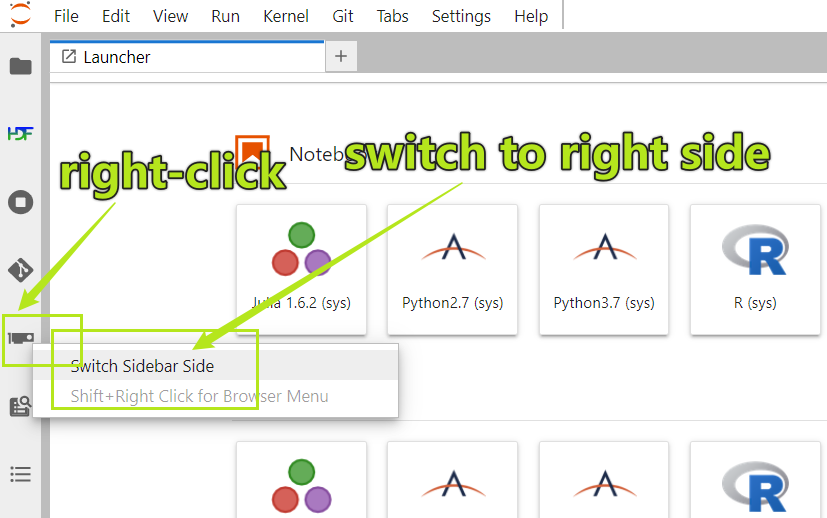 File Edit View Run Kernel Git Tabs Settings Help
Launcher
HDF
right-click
switch to right side
Julia 1.6.2 (sys)
Python2.7 (sys)
Python3.7 (sys)
R (sys)
Switch Sidebar Side
Shift+Right Click for Browser Menu